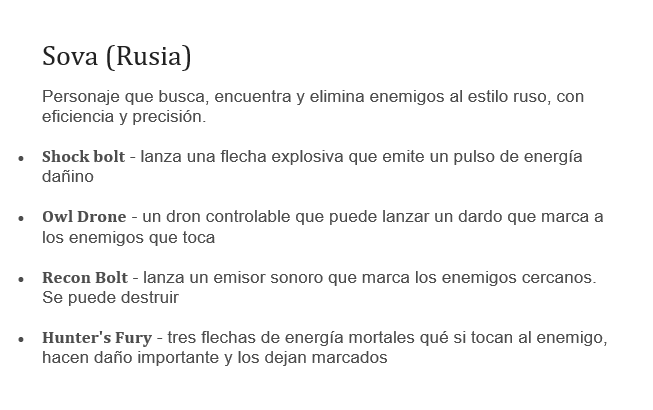 Sova (Rusia)
Personaje que busca, encuentra y elimina enemigos al estilo ruso, con
eficiencia y precisión.
• Shock bolt - lanza una flecha explosiva que emite un pulso de energía
dañino
• Owl Drone - un dron controlable que puede lanzar un dardo que marca a
los enemigos que toca
• Recon Bolt - lanza un emisor sonoro que marca los enemigos cercanos.
Se puede destruir
• Hunter's Fury - tres flechas de energía mortales qué si tocan al enemigo,
hacen daño importante y los dejan marcados